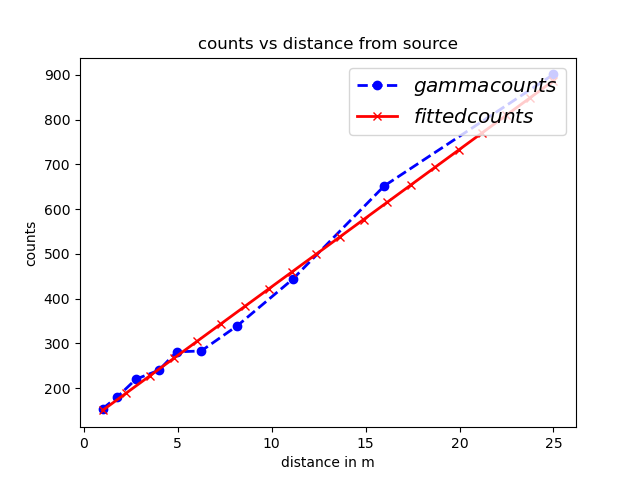 counts vs distance from source
gammacounts
fittedcounts
900
800
700
600
500
400
300
200
counts
0 5 10 15 20 25
distance in m